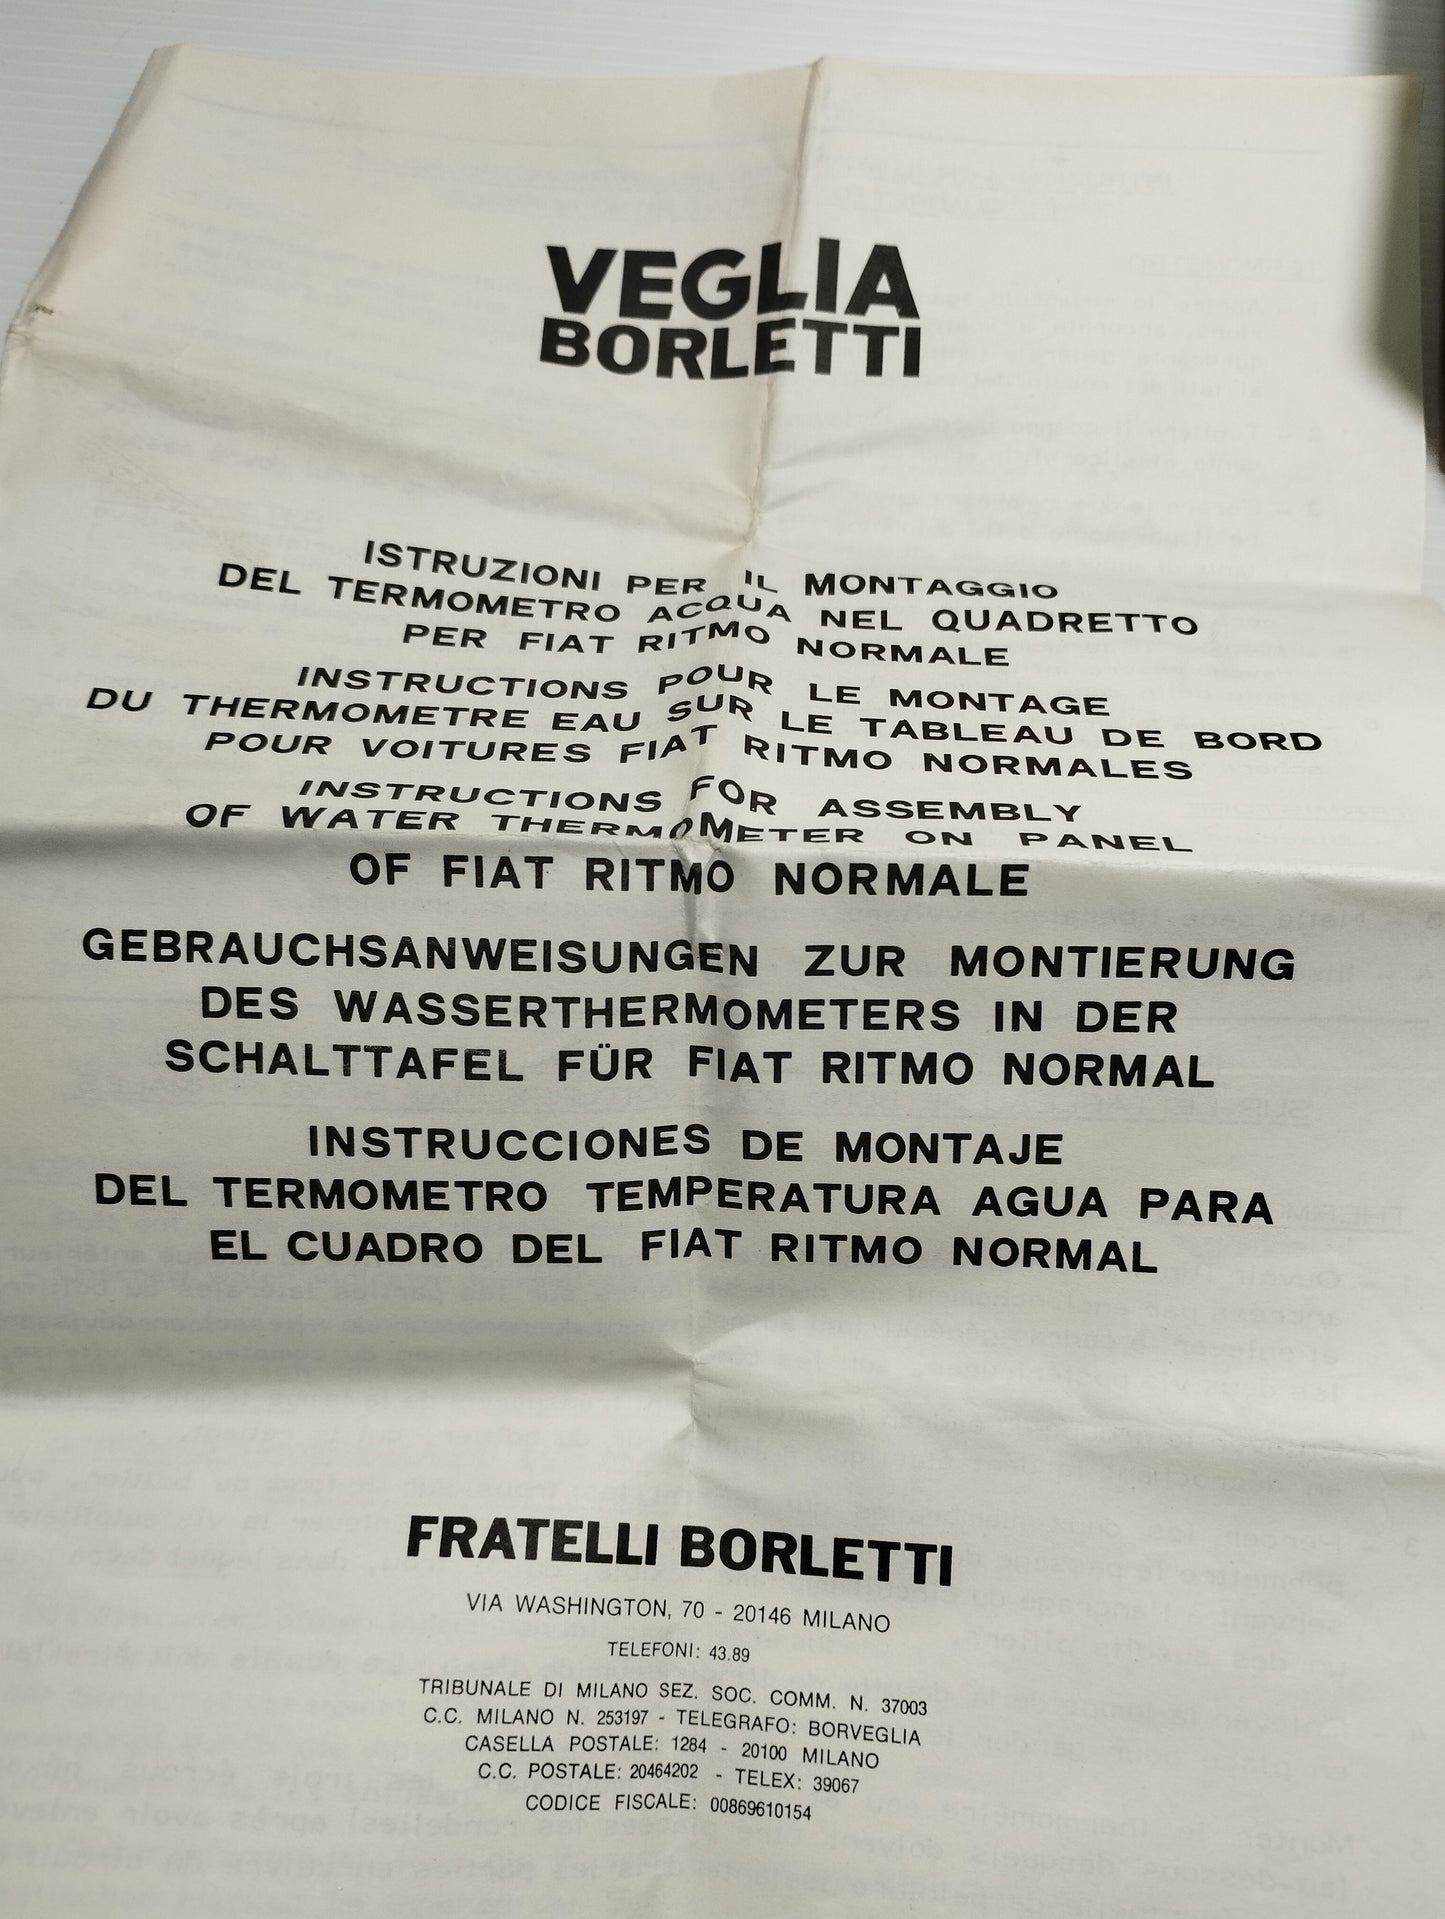 VEGLIA
BORLETTI
ISTRUZIONI PER IL MONTAGGIO
DEL TERMOMETRO ACQUA NEL QUADRETTO
PER FIAT RITMO NORMALE
INSTRUCTIONS POUR LE MONTAGE
DU THERMOMETRE EAU SUR LE TABLEAU DE BORD
POUR VOITURES FIAT RITMO NORMALES
INSTRUCTIONS FOR ASSEMBLY
OF WATER THERMOMETER ON PANEL
OF FIAT RITMO NORMALE
GEBRAUCHSANWEISUNGEN ZUR MONTIERUNG
DES WASSERTHERMOMETERS IN DER
SCHALTTAFEL FÜR FIAT RITMO NORMAL
INSTRUCCIONES DE MONTAJE
DEL TERMOMETRO TEMPERATURA AGUA PARA
EL CUADRO DEL FIAT RITMO NORMAL
FRATELLI BORLETTI
VIA WASHINGTON, 70 - 20146 MILANO
TELEFONI: 43.89
TRIBUNALE DI MILANO SEZ. SOC. COMM. N. 37003
C.C. MILANO N. 253197 - TELEGRAFO: BORVEGLIA
CASELLA POSTALE: 1284 - 20100 MILANO
C.C. POSTALE: 20464202 - TELEX: 39067
CODICE FISCALE: 00869610154